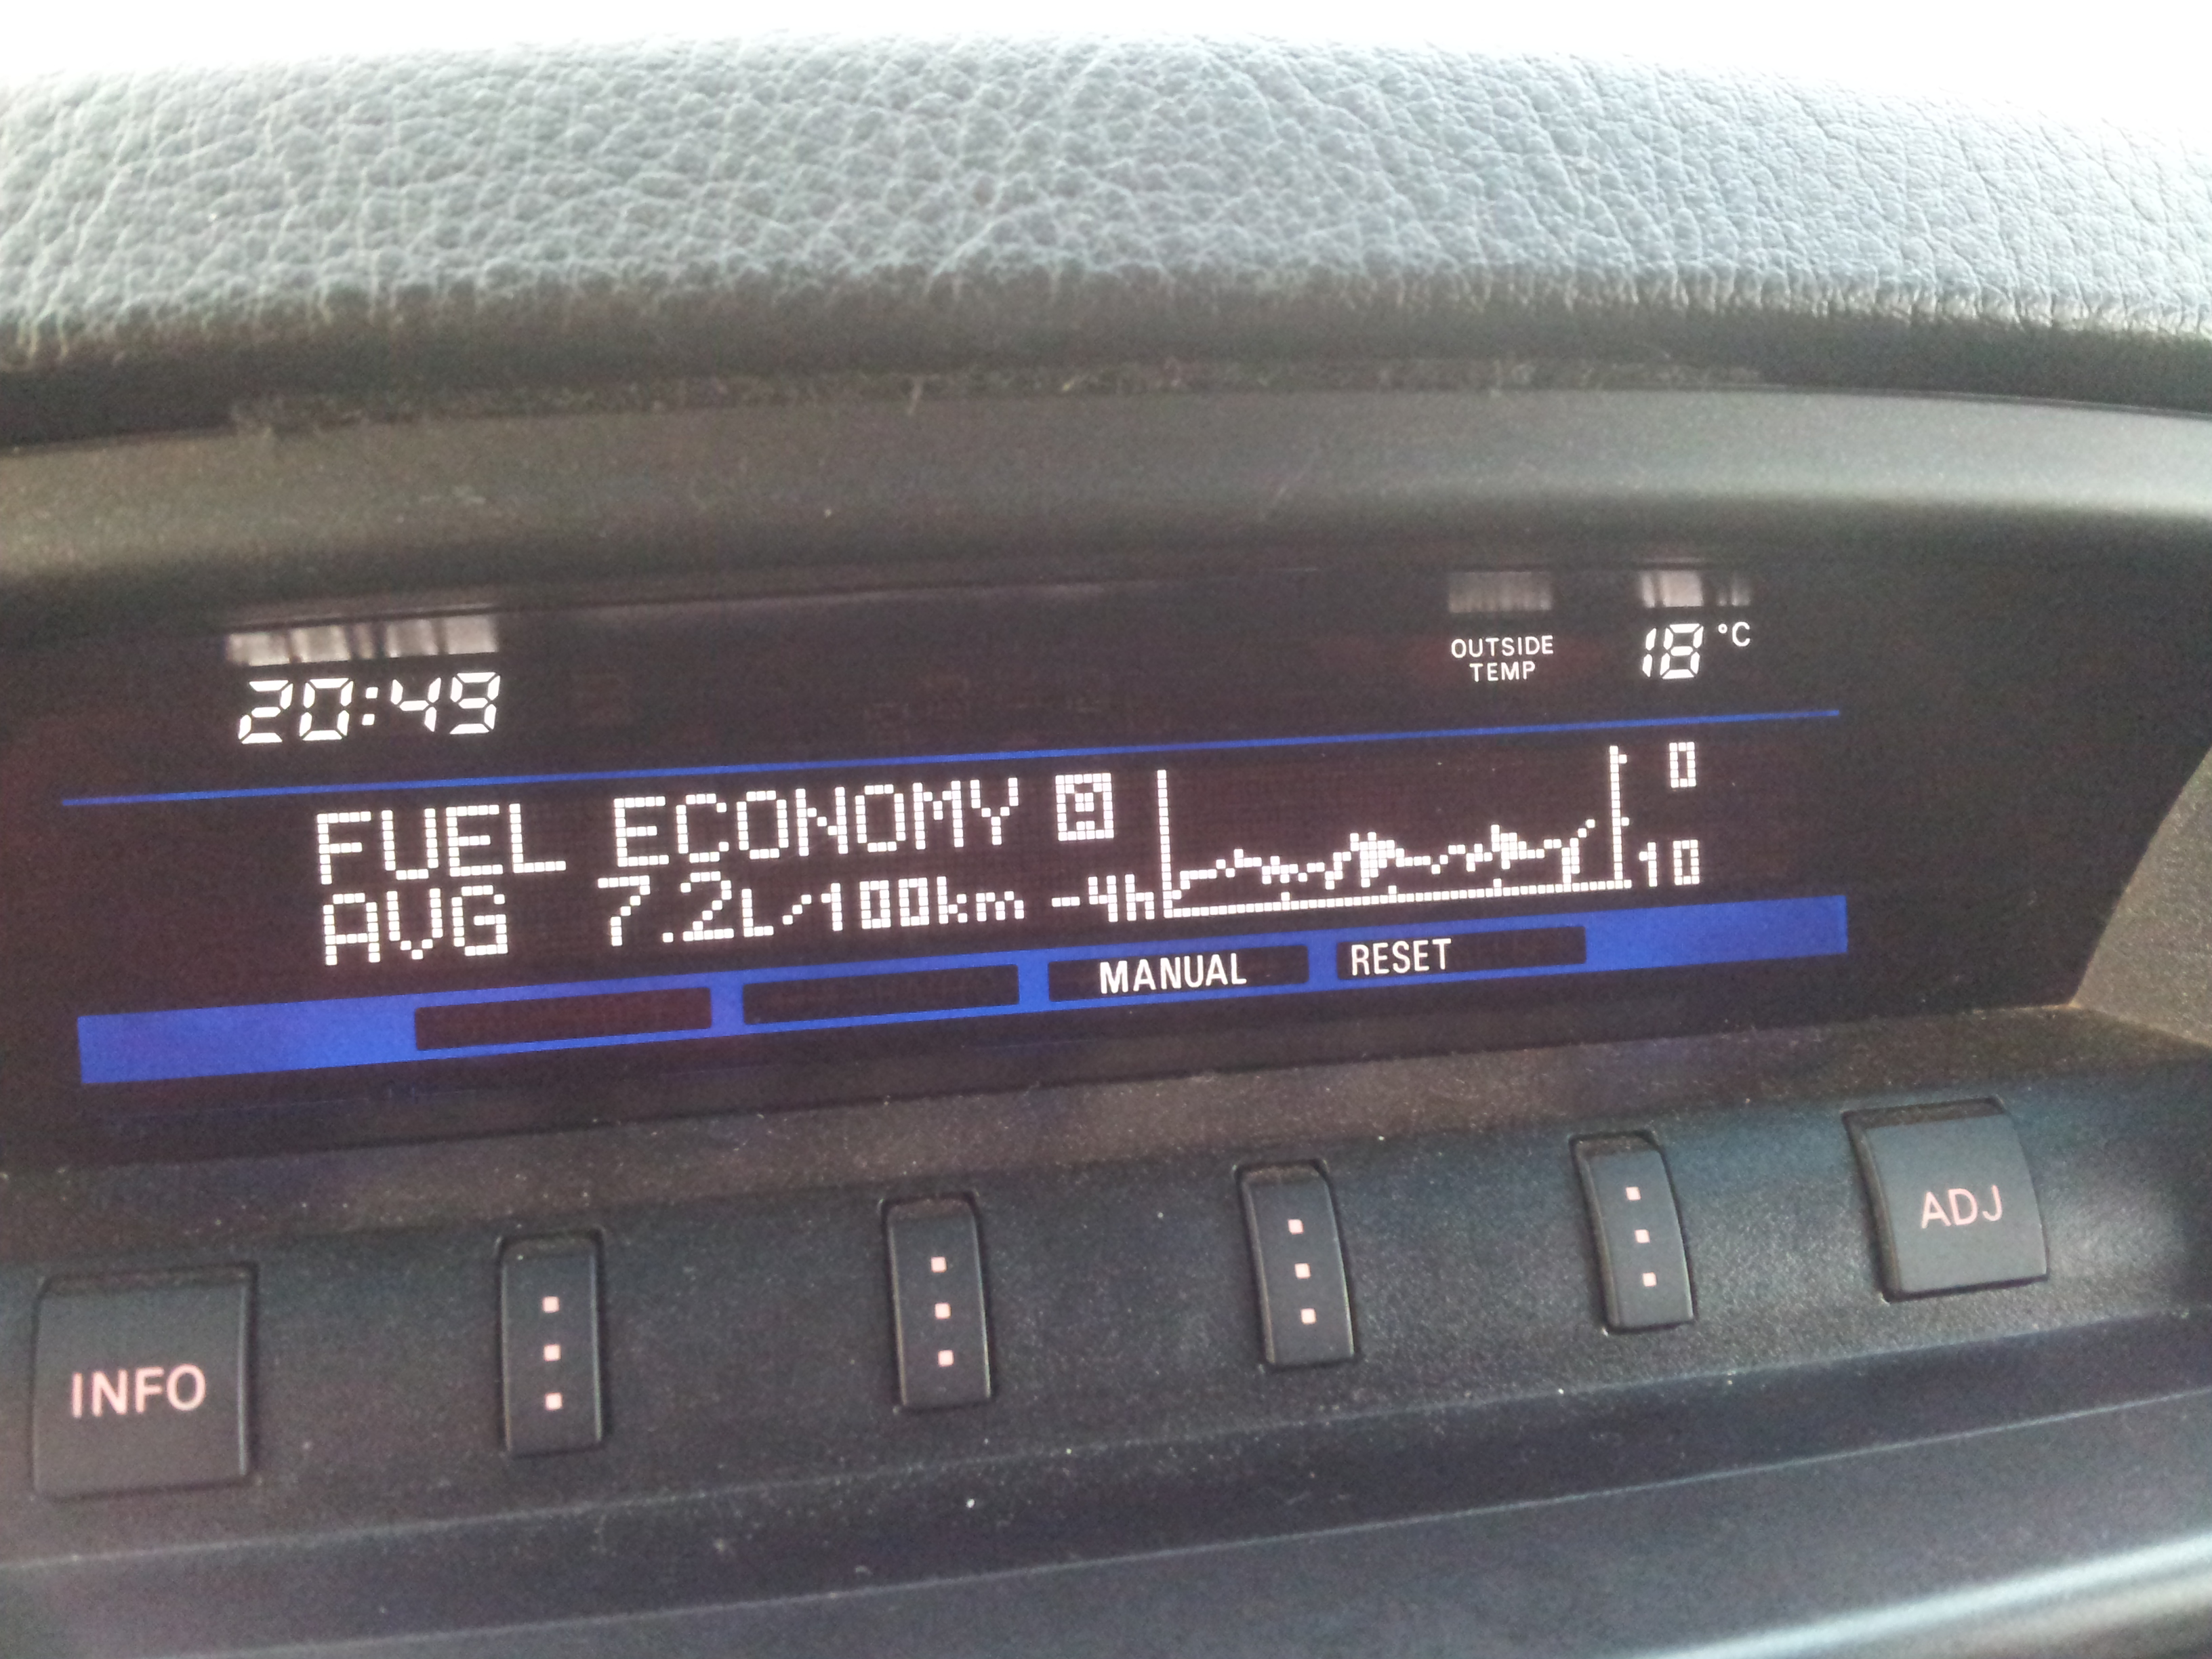 20:49
OUTSIDE
TEMP
18 °C
FUEL ECONOMY
AVG 7.2L/100km
-4h
0
10
MANUAL
RESET
INFO
ADJ